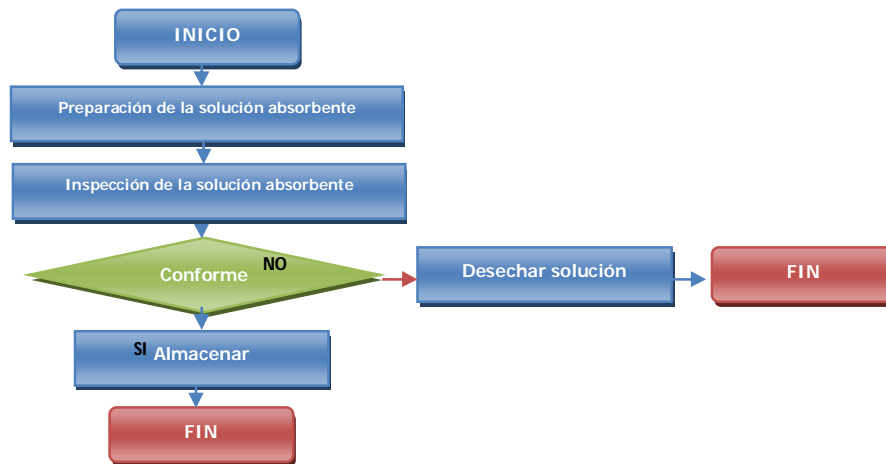 INICIO
Preparación de la solución absorbente
Inspección de la solución absorbente
Conforme NO
Desechar solución
FIN
SI Almacenar
FIN